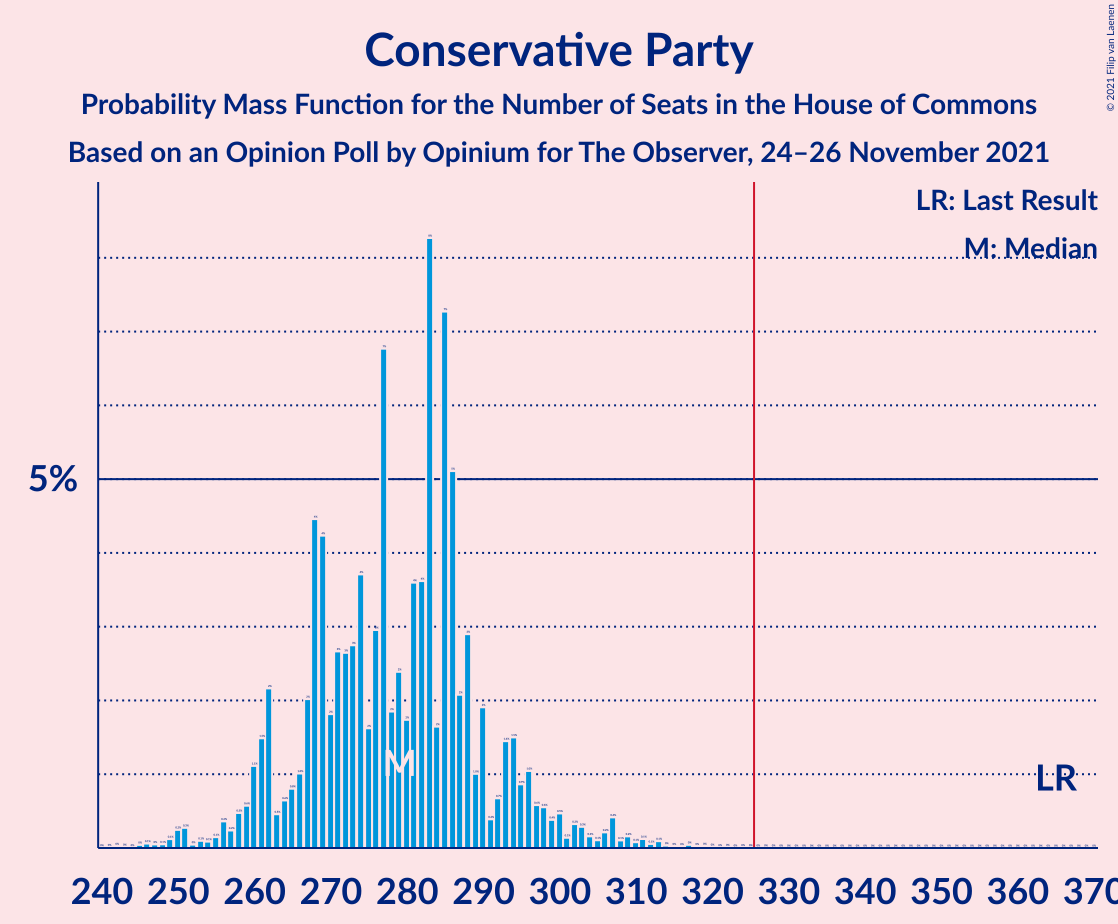 Conservative Party
Probability Mass Function for the Number of Seats in the House of Commons
Based on an Opinion Poll by Opinium for The Observer, 24–26 November 2021
© 2021 Filip van Laenen
LR: Last Result
M: Median
5%
M
LR
240 250 260 270 280 290 300 310 320 330 340 350 360 370